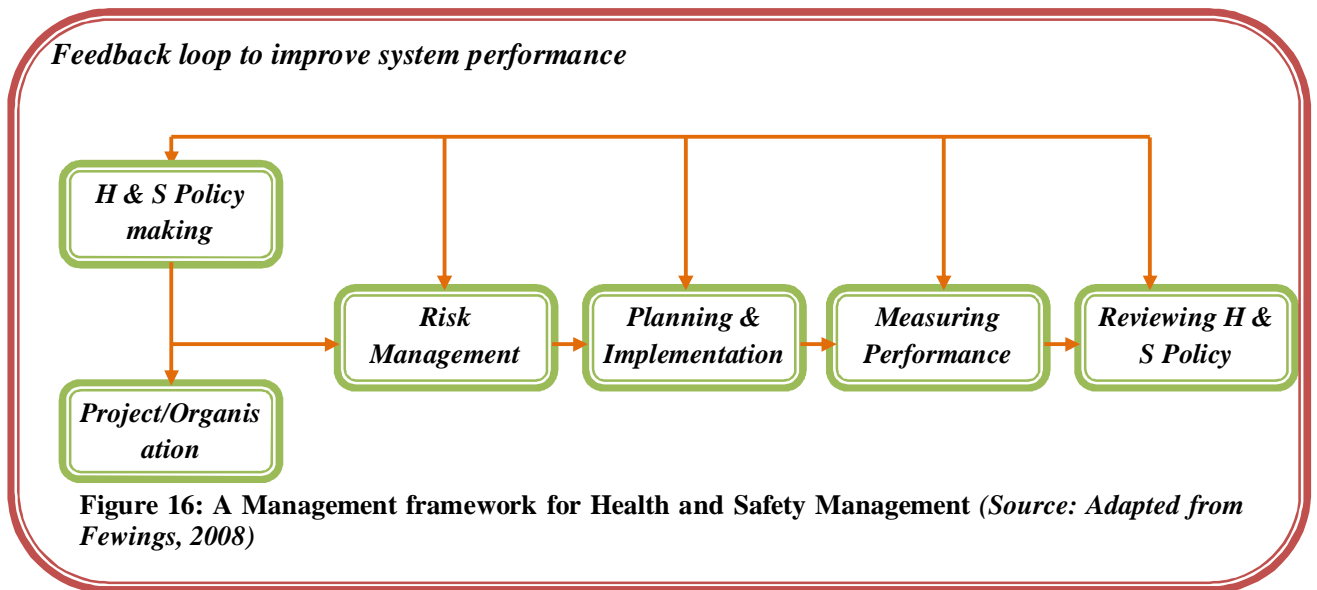 Feedback loop to improve system performance
H & S Policy
making
Risk
Management
Planning &
Implementation
Measuring
Performance
Reviewing H &
S Policy
Project/Organis
ation
Figure 16: A Management framework for Health and Safety Management (Source: Adapted from
Fewings, 2008)